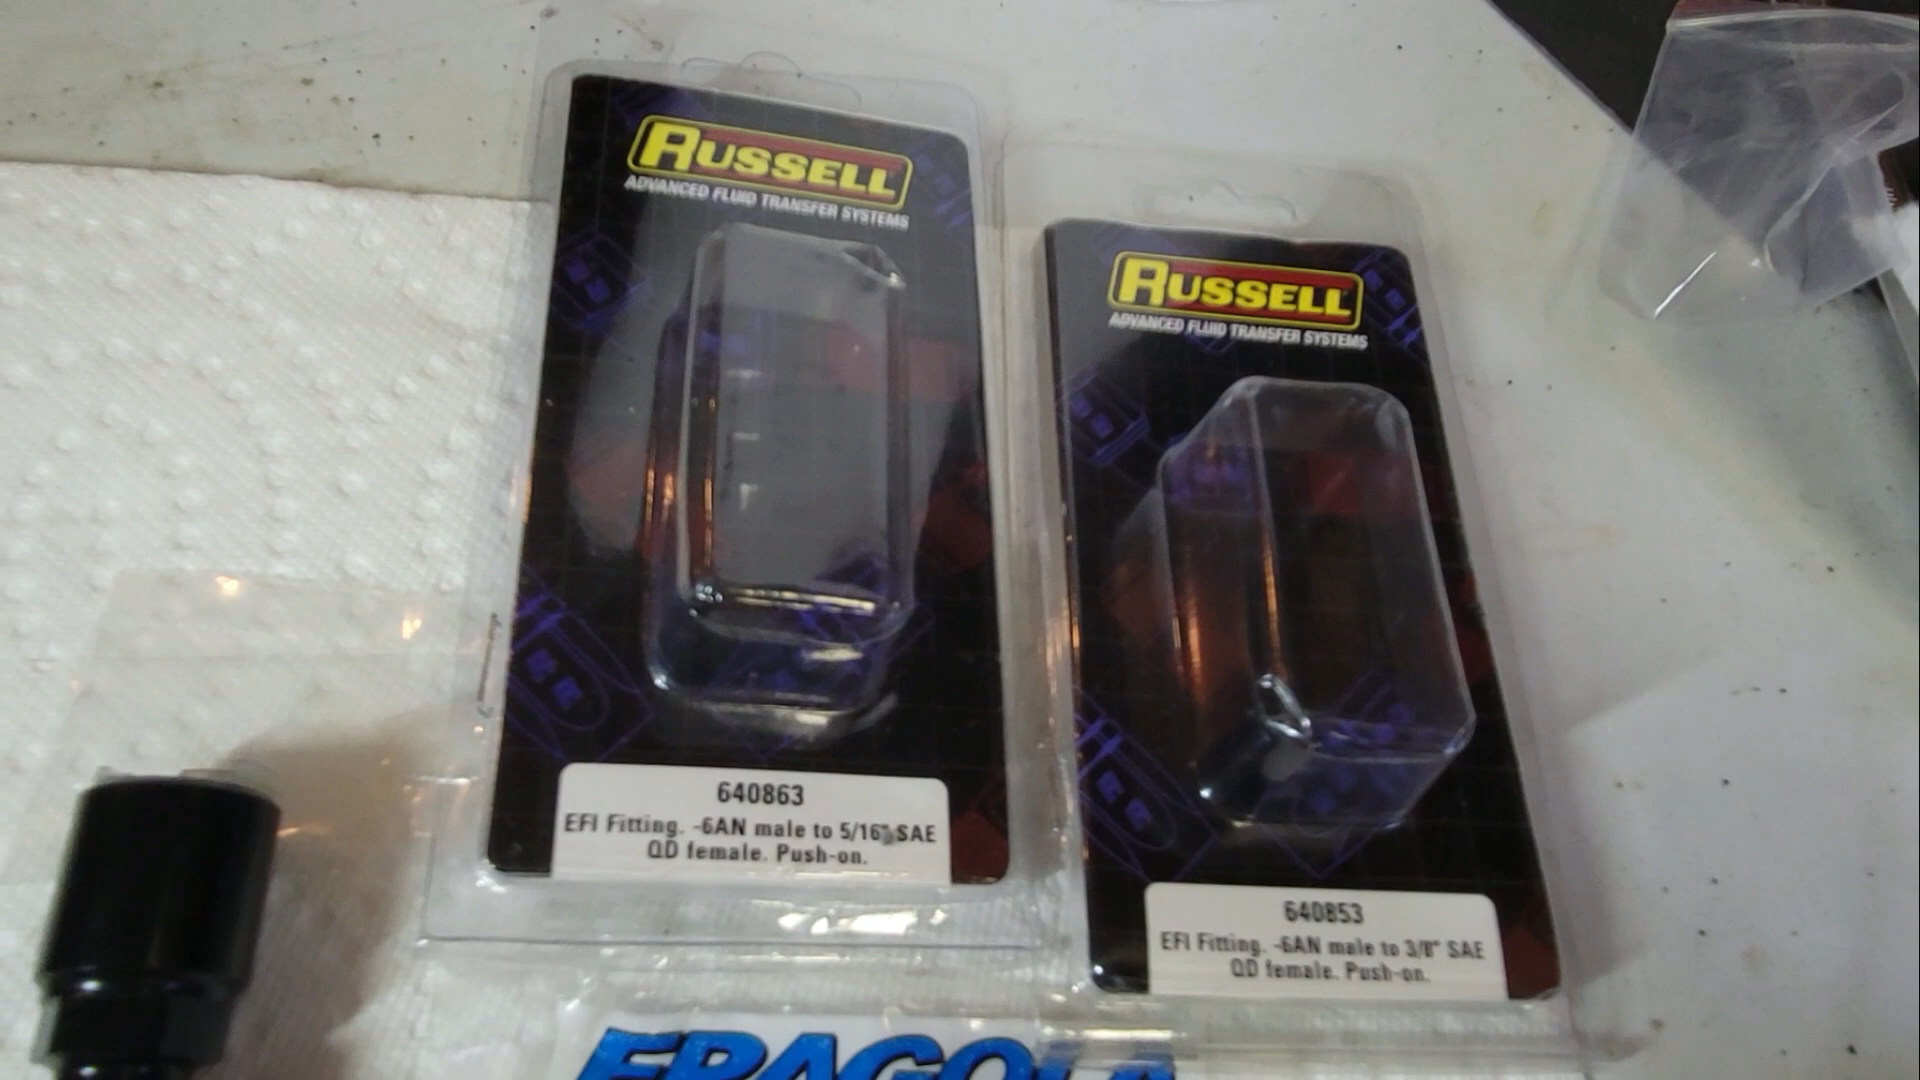 RUSSELL
ADVANCED FLUID TRANSFER SYSTEMS
640863
EFI Fitting. -6AN male to 5/16" SAE
QD female. Push-on.
RUSSELL
ADVANCED FLUID TRANSFER SYSTEMS
640853
EFI Fitting. -6AN male to 3/8" SAE
QD female. Push-on.
FRAGOLA